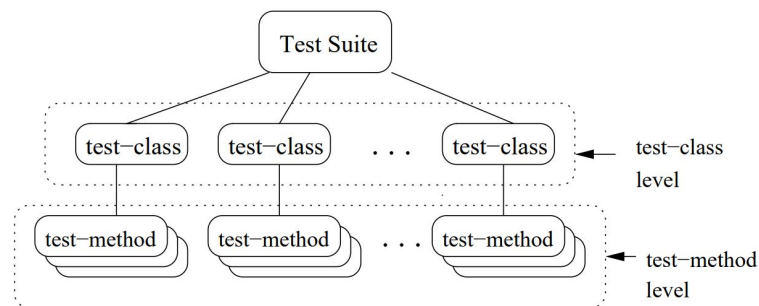 Test Suite
test−class
test−class
. . .
test−class
test−class
level
test−method
test−method
. . .
test−method
test−method
level